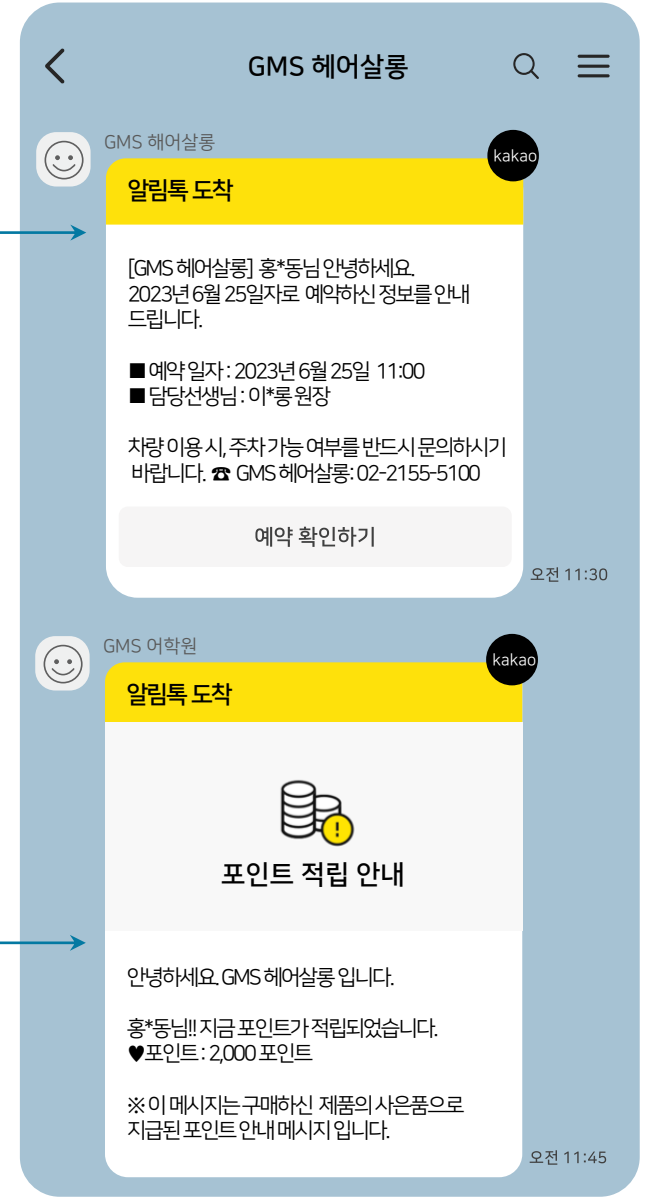 GMS 헤어살롱
GMS 해어살롱
kakao
알림톡 도착
[GMS 헤어살롱] 홍*동님 안녕하세요.
2023년 6월 25일자로 예약하신 정보를 안내
드립니다.
■ 예약 일자 : 2023년 6월 25일 11:00
■ 담당선생님 : 이*롱 원장
차량 이용 시, 주차 가능 여부를 반드시 문의하시기
바랍니다. ☎ GMS 헤어살롱: 02-2155-5100
예약 확인하기
오전 11:30
GMS 어학원
kakao
알림톡 도착
포인트 적립 안내
안녕하세요. GMS 헤어살롱 입니다.
홍*동님!! 지금 포인트가 적립되었습니다.
♥포인트 : 2,000 포인트
※ 이 메시지는 구매하신 제품의 사은품으로
지급된 포인트 안내 메시지 입니다.
오전 11:45